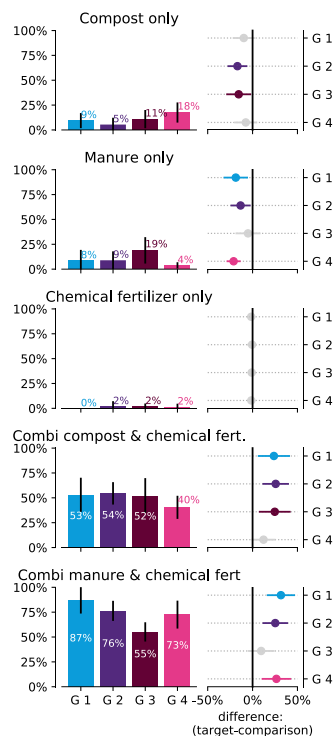 Compost only
100%
75%
50%
25%
0%
9%
5%
11%
18%
G 1
G 2
G 3
G 4
Manure only
100%
75%
50%
25%
0%
8%
9%
19%
4%
G 1
G 2
G 3
G 4
Chemical fertilizer only
100%
75%
50%
25%
0%
0%
2%
2%
2%
G 1
G 2
G 3
G 4
Combi compost & chemical fert.
100%
75%
50%
25%
0%
53%
54%
52%
40%
G 1
G 2
G 3
G 4
Combi manure & chemical fert
100%
75%
50%
25%
0%
87%
76%
55%
73%
G 1
G 2
G 3
G 4
G 1 G 2 G 3 G 4
-50% 0% 50%
difference:
(target-comparison)